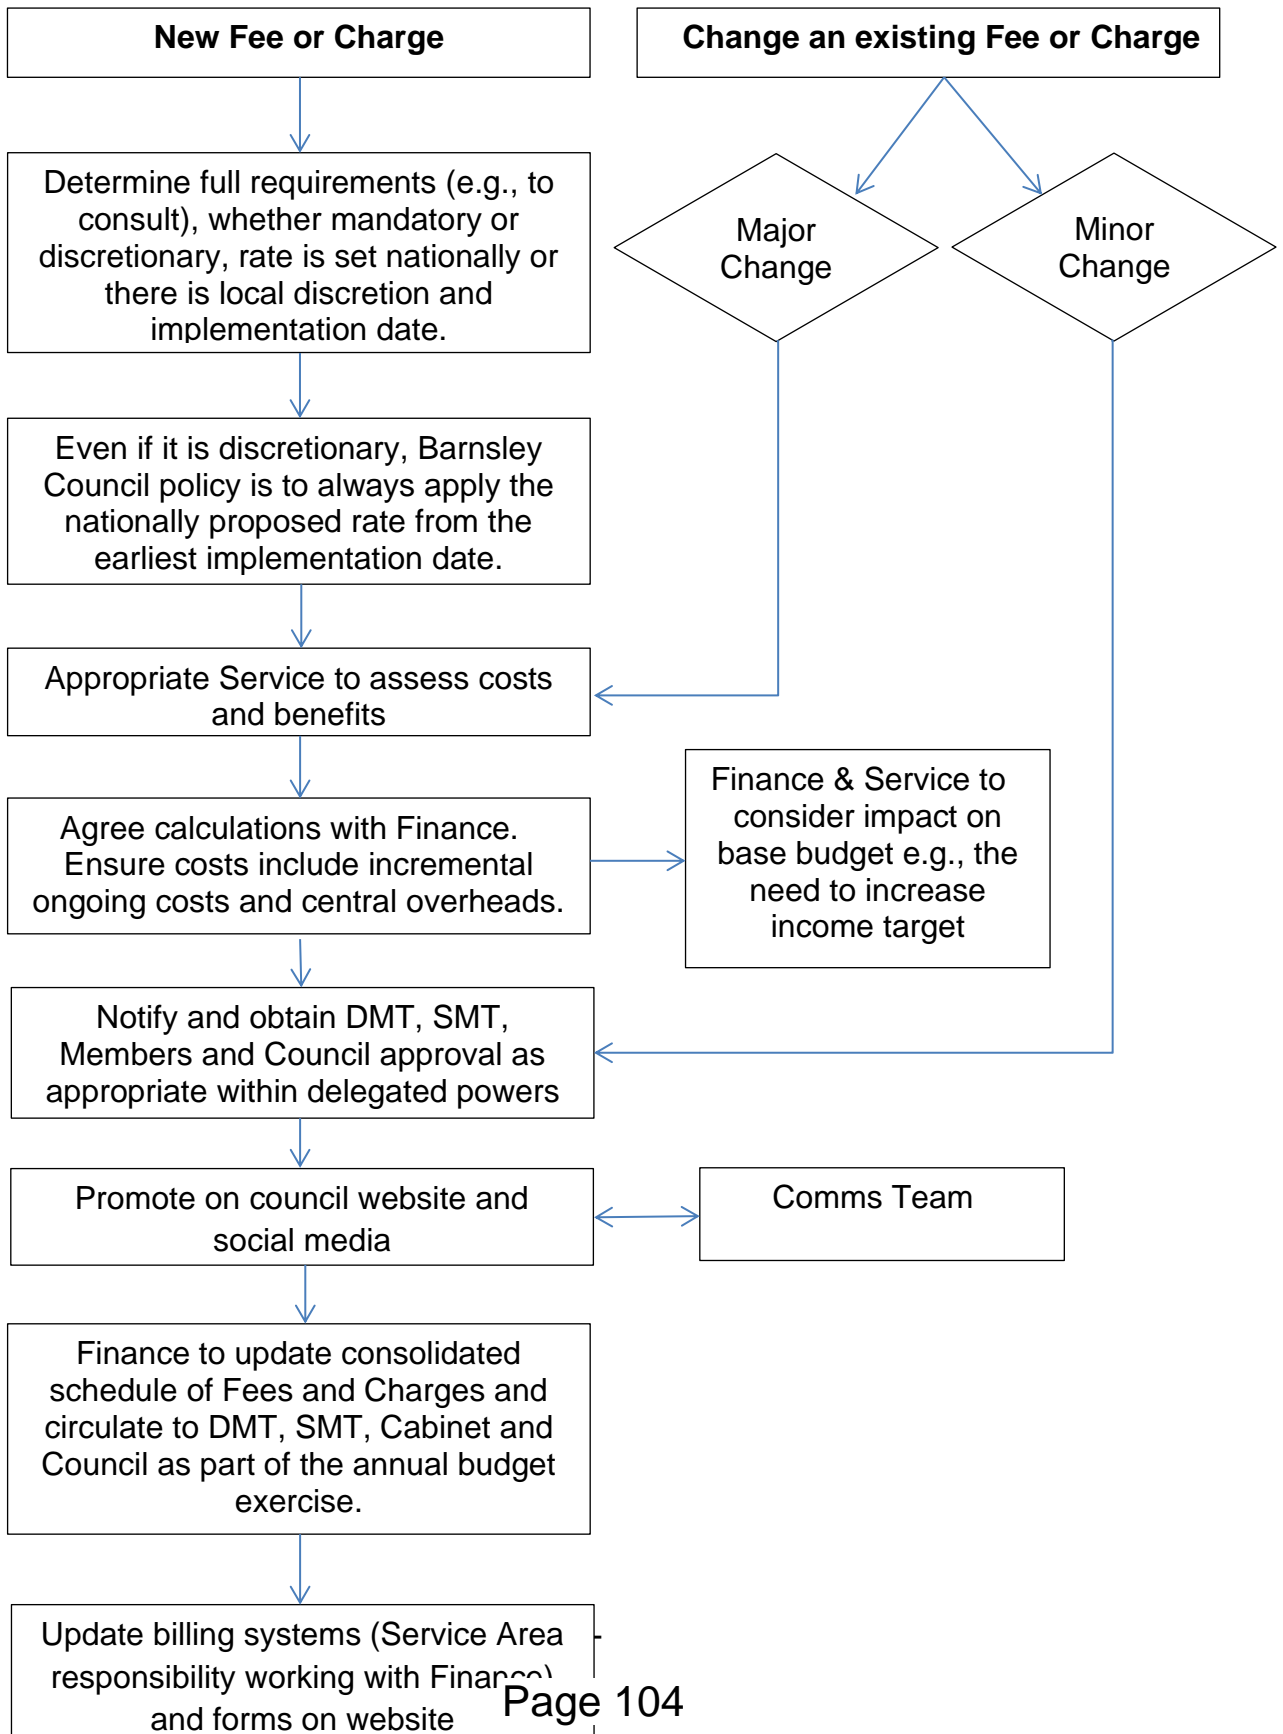 New Fee or Charge
Change an existing Fee or Charge
Determine full requirements (e.g., to
consult), whether mandatory or
discretionary, rate is set nationally or
there is local discretion and
implementation date.
Major
Change
Minor
Change
Even if it is discretionary, Barnsley
Council policy is to always apply the
nationally proposed rate from the
earliest implementation date.
Appropriate Service to assess costs
and benefits
Agree calculations with Finance.
Ensure costs include incremental
ongoing costs and central overheads.
Finance & Service to
consider impact on
base budget e.g., the
need to increase
income target
Notify and obtain DMT, SMT,
Members and Council approval as
appropriate within delegated powers
Promote on council website and
social media
Comms Team
Finance to update consolidated
schedule of Fees and Charges and
circulate to DMT, SMT, Cabinet and
Council as part of the annual budget
exercise.
Update billing systems (Service Area -
responsibility working with Finance)
and forms on website
Page 104